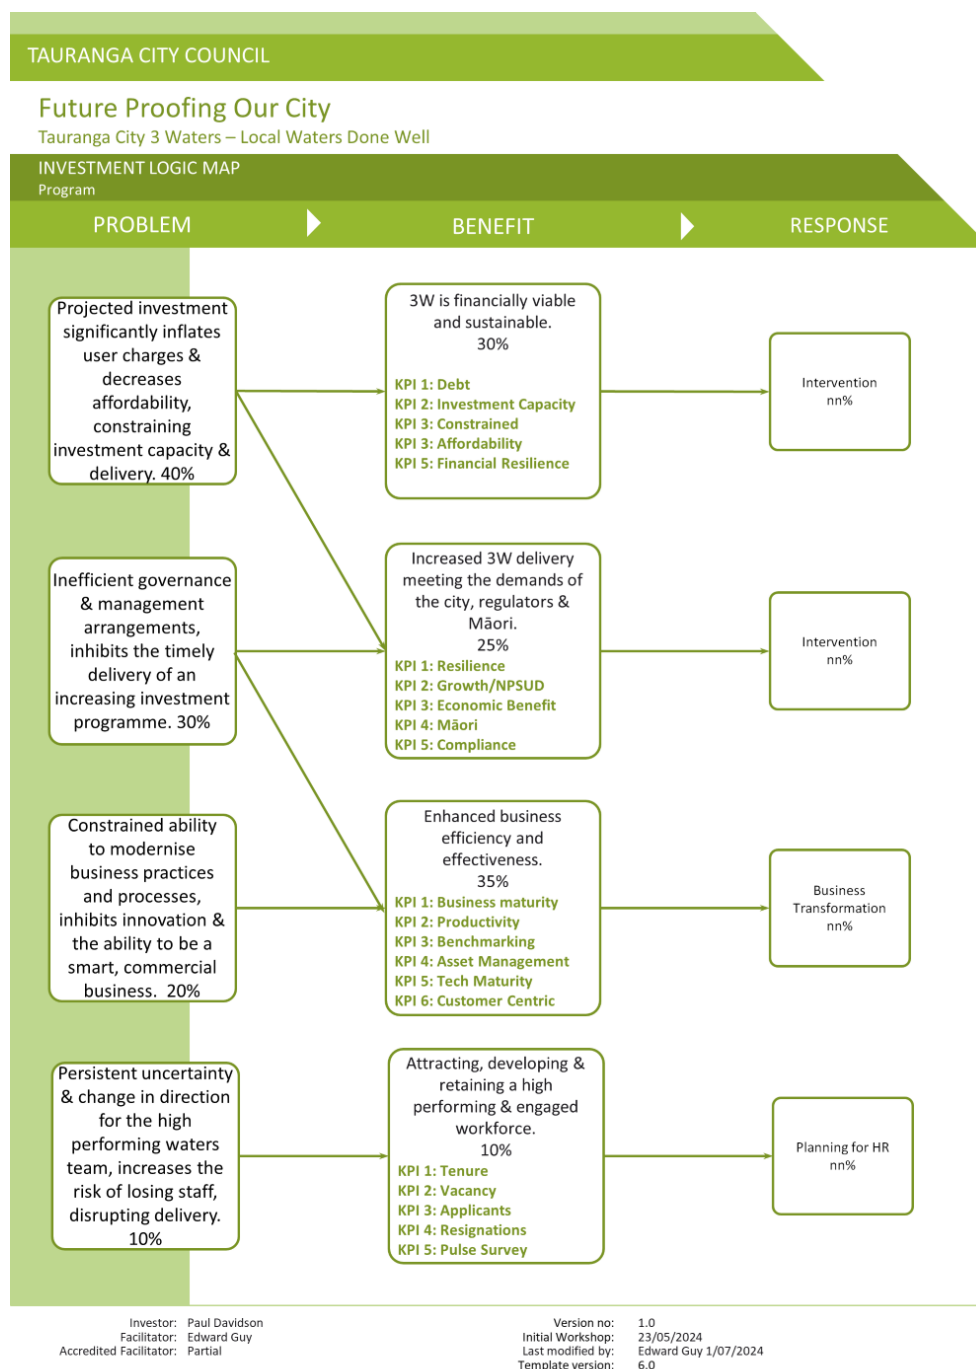 TAURANGA CITY COUNCIL
Future Proofing Our City
Tauranga City 3 Waters – Local Waters Done Well
INVESTMENT LOGIC MAP
Program
PROBLEM
BENEFIT
RESPONSE
Projected investment
significantly inflates
user charges &
decreases
affordability,
constraining
investment capacity &
delivery. 40%
3W is financially viable
and sustainable.
30%
KPI 1: Debt
KPI 2: Investment Capacity
KPI 3: Constrained
KPI 3: Affordability
KPI 5: Financial Resilience
Intervention
nn%
Inefficient governance
& management
arrangements,
inhibits the timely
delivery of an
increasing investment
programme. 30%
Increased 3W delivery
meeting the demands of
the city, regulators &
Māori.
25%
KPI 1: Resilience
KPI 2: Growth/NPSUD
KPI 3: Economic Benefit
KPI 4: Māori
KPI 5: Compliance
Intervention
nn%
Constrained ability
to modernise
business practices
and processes,
inhibits innovation &
the ability to be a
smart, commercial
business. 20%
Enhanced business
efficiency and
effectiveness.
35%
KPI 1: Business maturity
KPI 2: Productivity
KPI 3: Benchmarking
KPI 4: Asset Management
KPI 5: Tech Maturity
KPI 6: Customer Centric
Business
Transformation
nn%
Persistent uncertainty
& change in direction
for the high
performing waters
team, increases the
risk of losing staff,
disrupting delivery.
10%
Attracting, developing &
retaining a high
performing & engaged
workforce.
10%
KPI 1: Tenure
KPI 2: Vacancy
KPI 3: Applicants
KPI 4: Resignations
KPI 5: Pulse Survey
Planning for HR
nn%
Investor: Paul Davidson
Facilitator: Edward Guy
Accredited Facilitator: Partial
Version no: 1.0
Initial Workshop: 23/05/2024
Last modified by: Edward Guy 1/07/2024
Template version: 6.0